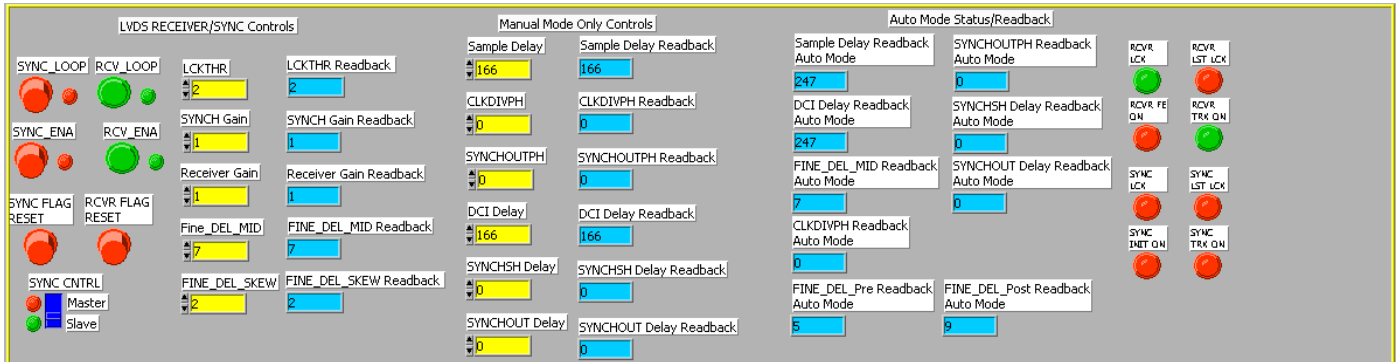 LVDS RECEIVER/SYNC Controls
SYNC_LOOP
RCV_LOOP
SYNC_ENA
RCV_ENA
SYNC FLAG
RESET
RCVR FLAG
RESET
SYNC CNTRL
Master
Slave
LCKTHR
2
LCKTHR Readback
2
SYNCH Gain
1
SYNCH Gain Readback
1
Receiver Gain
1
Receiver Gain Readback
1
Fine_DEL_MID
7
FINE_DEL_MID Readback
7
FINE_DEL_SKEW
2
FINE_DEL_SKEW Readback
2
Manual Mode Only Controls
Sample Delay
166
Sample Delay Readback
166
CLKDIVPH
0
CLKDIVPH Readback
0
SYNCHOUTPH
0
SYNCHOUTPH Readback
0
DCI Delay
166
DCI Delay Readback
166
SYNCHSH Delay
0
SYNCHSH Delay Readback
0
SYNCHOUT Delay
0
SYNCHOUT Delay Readback
0
Auto Mode Status/Readback
Sample Delay Readback
Auto Mode
247
SYNCHOUTPH Readback
Auto Mode
0
DCI Delay Readback
Auto Mode
247
SYNCHSH Delay Readback
Auto Mode
0
FINE_DEL_MID Readback
Auto Mode
7
SYNCHOUT Delay Readback
Auto Mode
0
CLKDIVPH Readback
Auto Mode
0
FINE_DEL_Pre Readback
Auto Mode
5
FINE_DEL_Post Readback
Auto Mode
9
RCVR
LCK
RCVR
LST LCK
RCVR FE
ON
RCVR
TRK ON
SYNC
LCK
SYNC
LST LCK
SYNC
INIT ON
SYNC
TRK ON